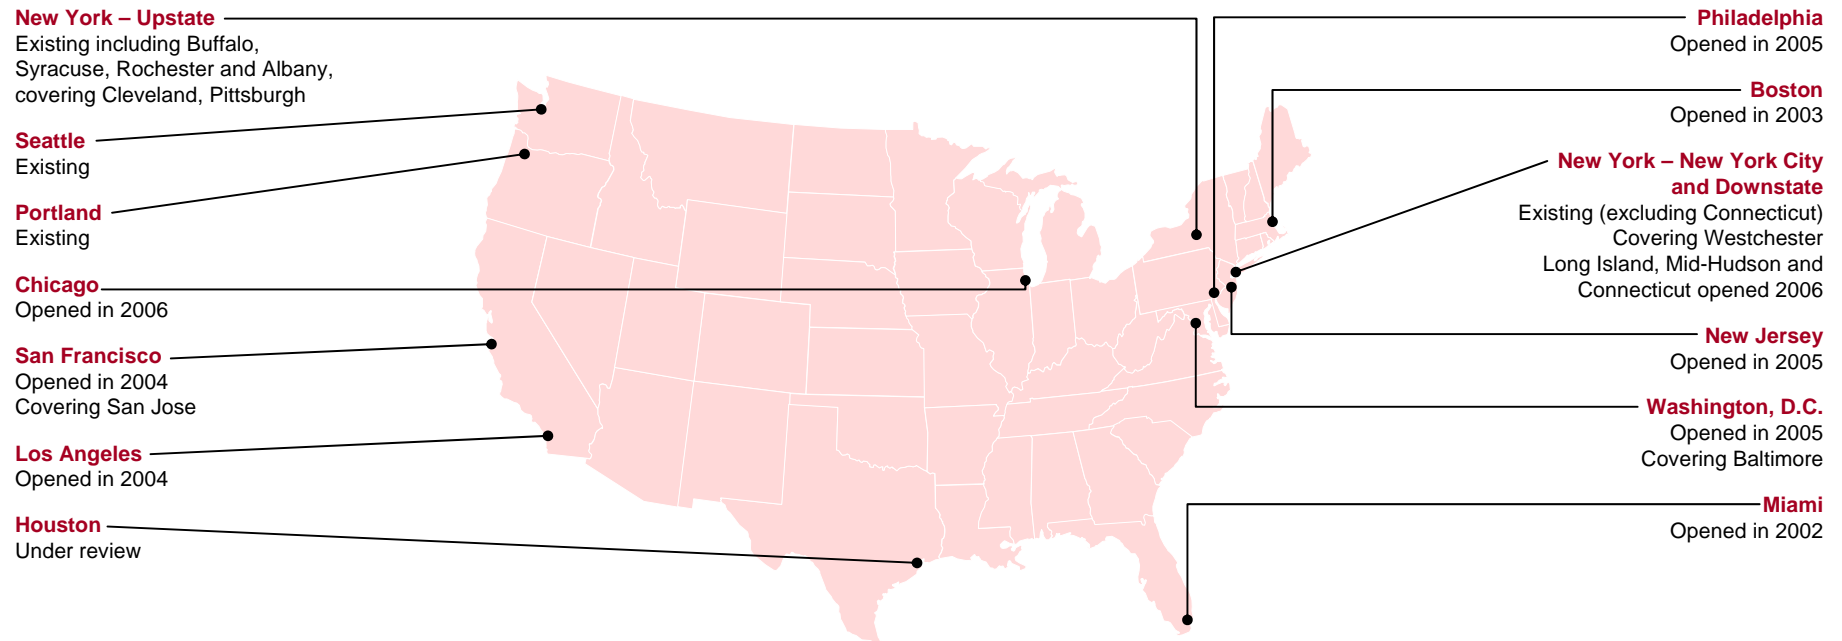 New York – Upstate
Existing including Buffalo,
Syracuse, Rochester and Albany,
covering Cleveland, Pittsburgh
Seattle
Existing
Portland
Existing
Chicago
Opened in 2006
San Francisco
Opened in 2004
Covering San Jose
Los Angeles
Opened in 2004
Houston
Under review
Philadelphia
Opened in 2005
Boston
Opened in 2003
New York – New York City
and Downstate
Existing (excluding Connecticut)
Covering Westchester
Long Island, Mid-Hudson and
Connecticut opened 2006
New Jersey
Opened in 2005
Washington, D.C.
Opened in 2005
Covering Baltimore
Miami
Opened in 2002